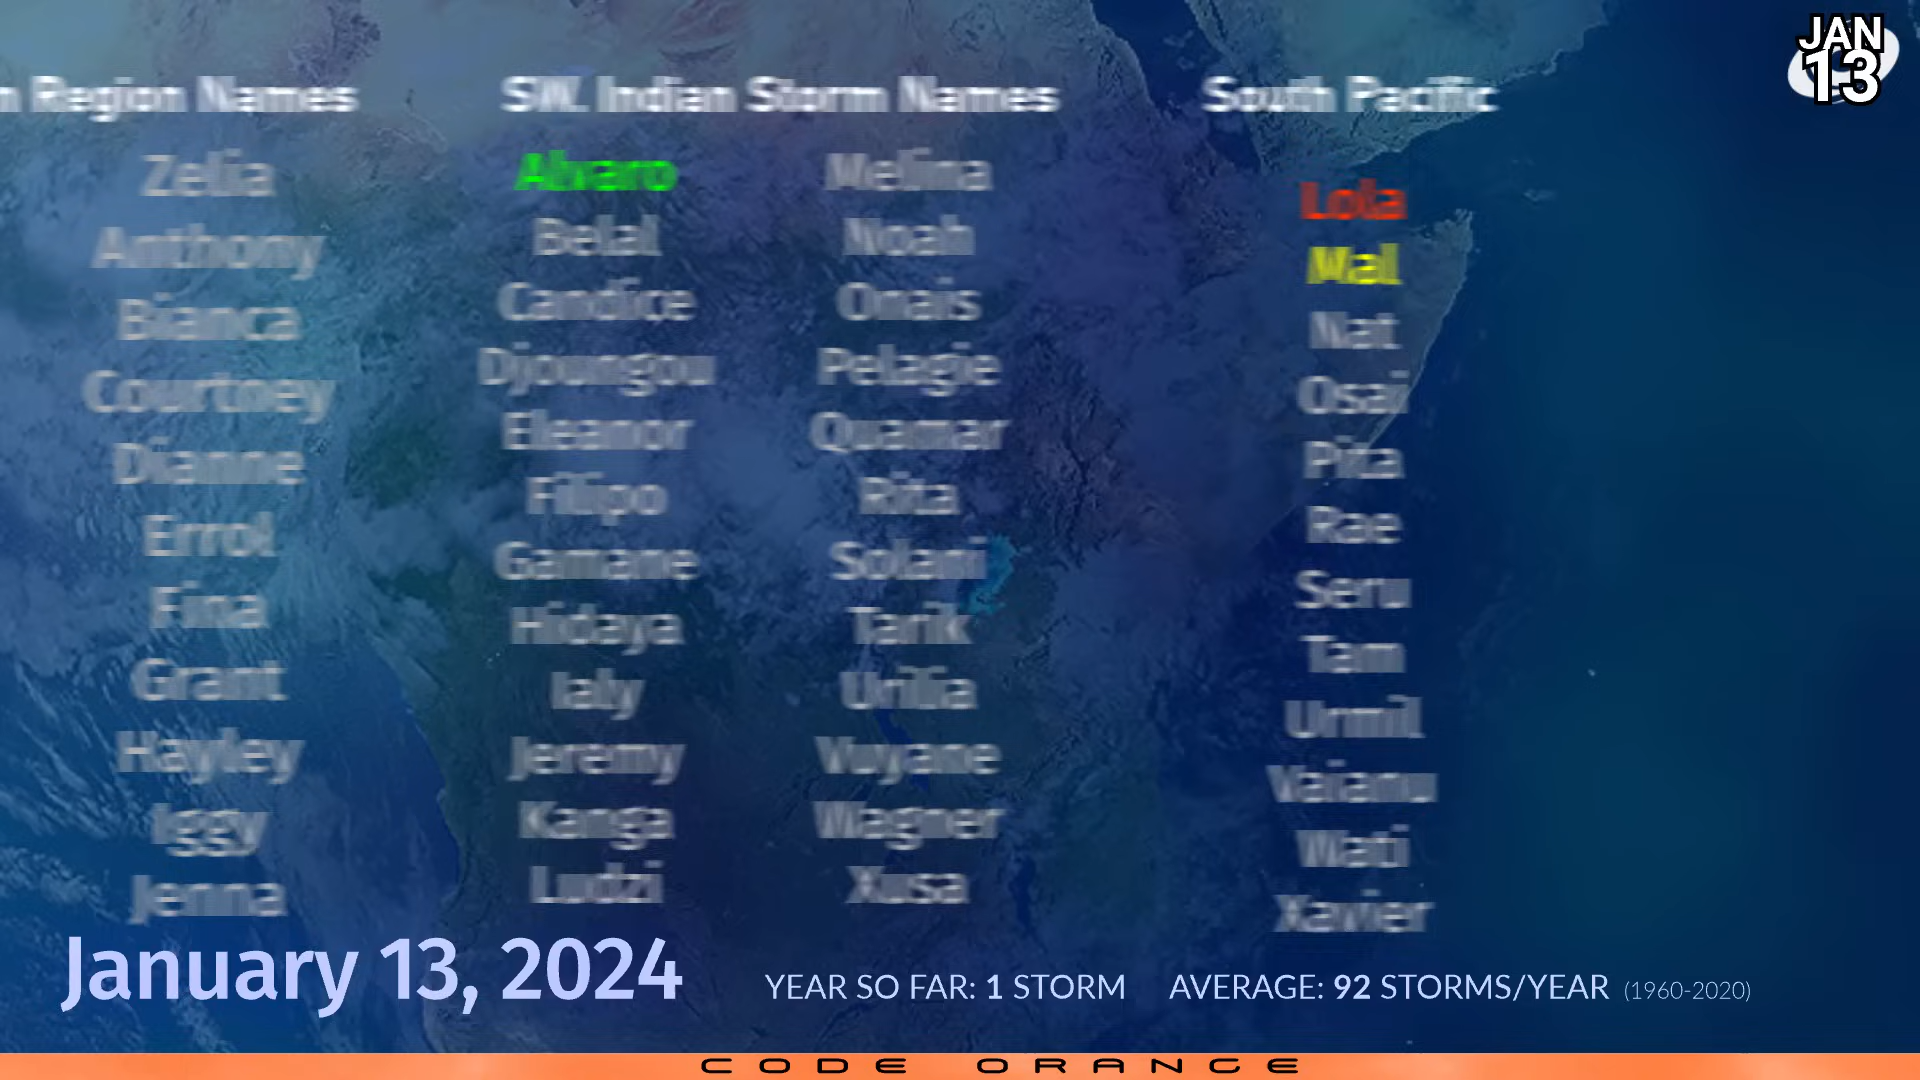 JAN
13
n Region Names
Zelia
Anthony
Bianca
Courtney
Dianne
Errol
Fina
Grant
Hayley
Iggy
Jenna
SW. Indian Storm Names
Alvaro
Belal
Candice
Djoungou
Eleanor
Filipo
Gamane
Hidaya
Ialy
Jeremy
Kanga
Ludzi
Melina
Noah
Onais
Pelagie
Quamar
Rita
Solani
Tarik
Urilia
Vuyane
Wagner
Xusa
South Pacific
Lola
Mal
Nat
Osai
Pita
Rae
Seru
Tam
Urmil
Vaianu
Wati
Xavier
January 13, 2024
YEAR SO FAR: 1 STORM
AVERAGE: 92 STORMS/YEAR (1960-2020)
CODE ORANGE